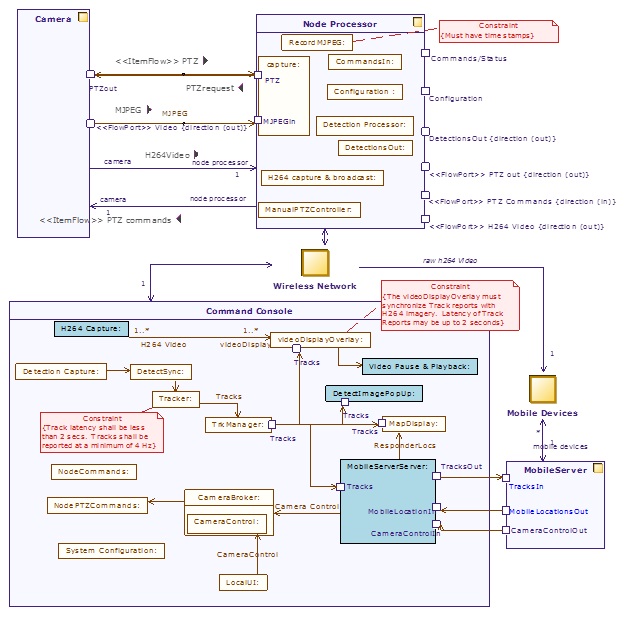 Camera
Node Processor
Constraint
{Must have time stamps}
RecordMJPEG:
<<ItemFlow>> PTZ
capture:
CommandsIn:
Commands/Status
PTZ
PTZout
PTZrequest
Configuration :
Configuration
MJPEG
MJPEG
MJPEGin
Detection Processor:
<<FlowPort>> Video {direction (out)}
DetectionsOut {direction (out)}
DetectionsOut:
H264Video
camera
node processor
1
H264 capture & broadcast:
<<FlowPort>> PTZ out {direction (out)}
camera
node processor
<<FlowPort>> PTZ Commands {direction (in)}
1
ManualPTZController:
<<ItemFlow>> PTZ commands
<<FlowPort>> H264 Video {direction (out)}
raw h264 Video
Wireless Network
1
Constraint
{The videoDisplayOverlay must
synchronize Track reports with
H264 imagery. Latency of Track
Reports may be up to 2 seconds}
Command Console
H264 Capture:
1..*
1..*
H264 Video
videoDisplay
videoDisplayOverlay:
1
Tracks
Video Pause & Playback:
Detection Capture:
DetectSync:
Tracker:
Tracks
DetectImagePopUp:
Mobile Devices
Constraint
{Track latency shall be less
than 2 secs. Tracks shall be
reported at a minimum of 4 Hz}
TrkManager:
Tracks
Tracks
Tracks
MapDisplay:
ResponderLocs
*
1
mobile devices
NodeCommands:
MobileServerServer:
TracksOut
MobileServer
Tracks
TracksIn
NodePTZCommands:
CameraBroker:
Camera Control
CameraControl:
MobileLocationIn
MobileLocationsOut
CameraControlIn
CameraControlOut
System Configuration:
CameraControl
LocalUI: